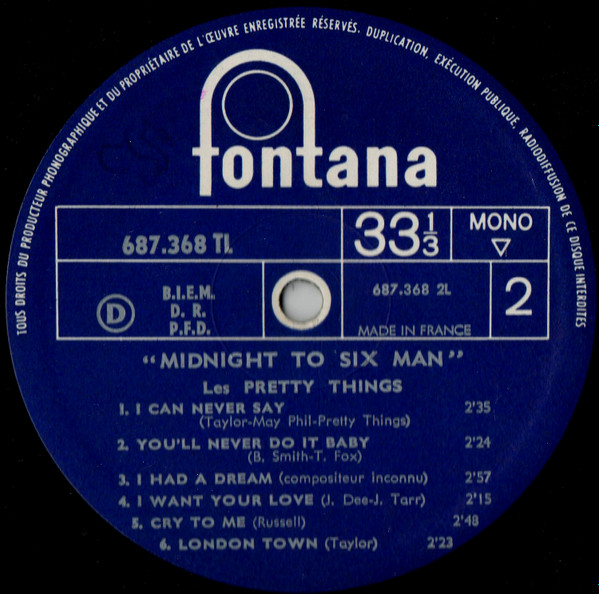 TOUS DROITS DU PRODUCTEUR PHONOGRAPHIQUE ET DU PROPRIÉTAIRE DE L'ŒUVRE ENREGISTRÉE RÉSERVÉS. DUPLICATION, EXÉCUTION PUBLIQUE, RADIODIFFUSION DE CE DISQUE INTERDITES
fontana
687.368 TL
33 1/3
MONO
▽
D
B.I.E.M.
D. R.
P.F.D.
687.368 2L
MADE IN FRANCE
2
"MIDNIGHT TO SIX MAN"
Les PRETTY THINGS
1. I CAN NEVER SAY 2'35
(Taylor-May Phil-Pretty Things)
2. YOU'LL NEVER DO IT BABY 2'24
(B. Smith-T. Fox)
3. I HAD A DREAM (compositeur inconnu) 2'57
4. I WANT YOUR LOVE (J. Dee-J. Tarr) 2'15
5. CRY TO ME (Russell) 2'48
6. LONDON TOWN (Taylor) 2'23